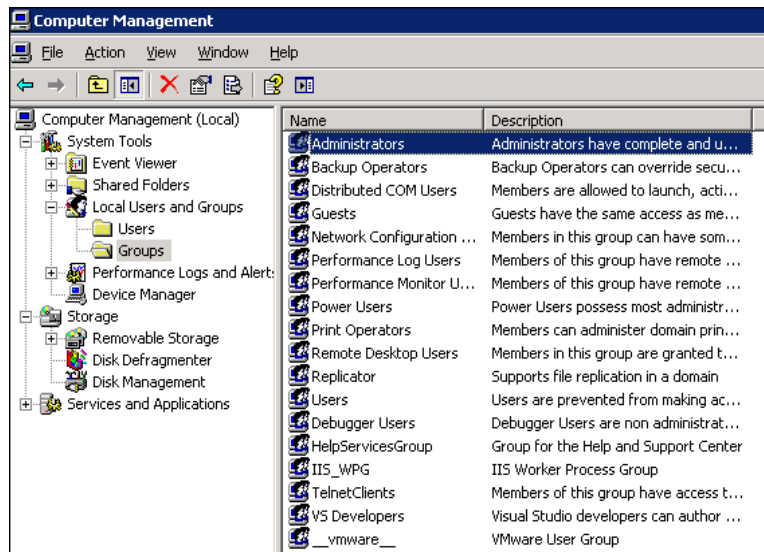 Computer Management
File Action View Window Help
Computer Management (Local)
System Tools
Event Viewer
Shared Folders
Local Users and Groups
Users
Groups
Performance Logs and Alert
Device Manager
Storage
Removable Storage
Disk Defragmenter
Disk Management
Services and Applications
Name Description
Administrators Administrators have complete and u...
Backup Operators Backup Operators can override secu...
Distributed COM Users Members are allowed to launch, acti...
Guests Guests have the same access as me...
Network Configuration ... Members in this group can have som...
Performance Log Users Members of this group have remote ...
Performance Monitor U... Members of this group have remote ...
Power Users Power Users possess most administr...
Print Operators Members can administer domain prin...
Remote Desktop Users Members in this group are granted t...
Replicator Supports file replication in a domain
Users Users are prevented from making ac...
Debugger Users Debugger Users are non administrat...
HelpServicesGroup Group for the Help and Support Center
IIS_WPG IIS Worker Process Group
TelnetClients Members of this group have access t...
VS Developers Visual Studio developers can author ...
__vmware__ VMware User Group